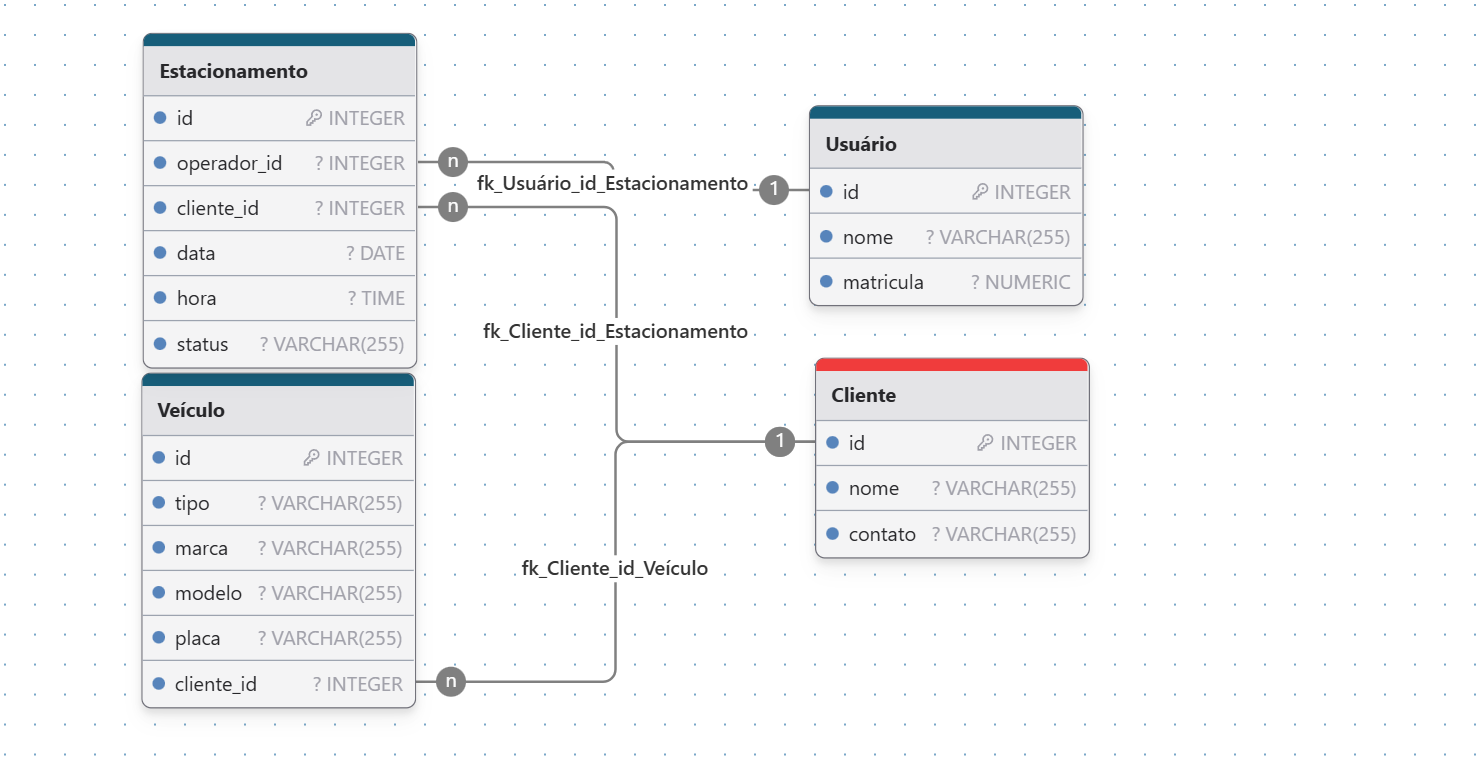 Estacionamento
id INTEGER
operador_id ? INTEGER
cliente_id ? INTEGER
data ? DATE
hora ? TIME
status ? VARCHAR(255)
Veículo
id INTEGER
tipo ? VARCHAR(255)
marca ? VARCHAR(255)
modelo ? VARCHAR(255)
placa ? VARCHAR(255)
cliente_id ? INTEGER
n
n
n
fk_Usuário_id_Estacionamento
fk_Cliente_id_Estacionamento
fk_Cliente_id_Veículo
1
1
Usuário
id INTEGER
nome ? VARCHAR(255)
matricula ? NUMERIC
Cliente
id INTEGER
nome ? VARCHAR(255)
contato ? VARCHAR(255)